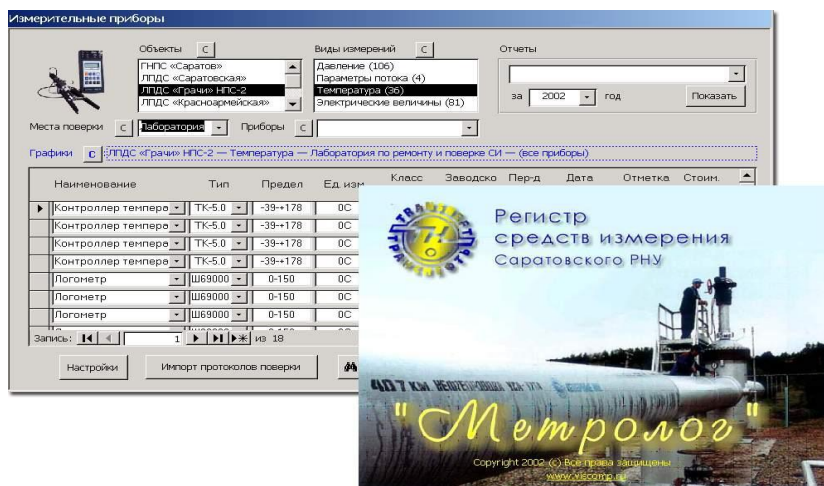 Измерительные приборы
Объекты С Виды измерений С Отчеты
ГНПС «Саратов»
ЛПДС «Саратовская»
ЛПДС «Грачи» НПС-2
ЛПДС «Красноармейская»
Давление (106)
Параметры потока (4)
Температура (36)
Электрические величины (81)
за 2002 год Показать
Места поверки С Лаборатория Приборы С
Графики С ЛПДС «Грачи» НПС-2 — Температура — Лаборатория по ремонту и поверке СИ — (все приборы)
Наименование Тип Предел Ед.изм Класс Заводско Пер-д Дата Отметка Стоим.
Контроллер темпера ТК-5.0 -39-+178 0С
Контроллер темпера ТК-5.0 -39-+178 0С
Контроллер темпера ТК-5.0 -39-+178 0С
Контроллер темпера ТК-5.0 -39-+178 0С
Логометр Ш69000 0-150 0С
Логометр Ш69000 0-150 0С
Логометр Ш69000 0-150 0С
Запись: 1 из 18
Настройки Импорт протоколов поверки
Регистр
средств измерения
Саратовского РНУ
407 км
"Метролог"
Copyright 2002 (c) Все права защищены
www.viscomp.ru